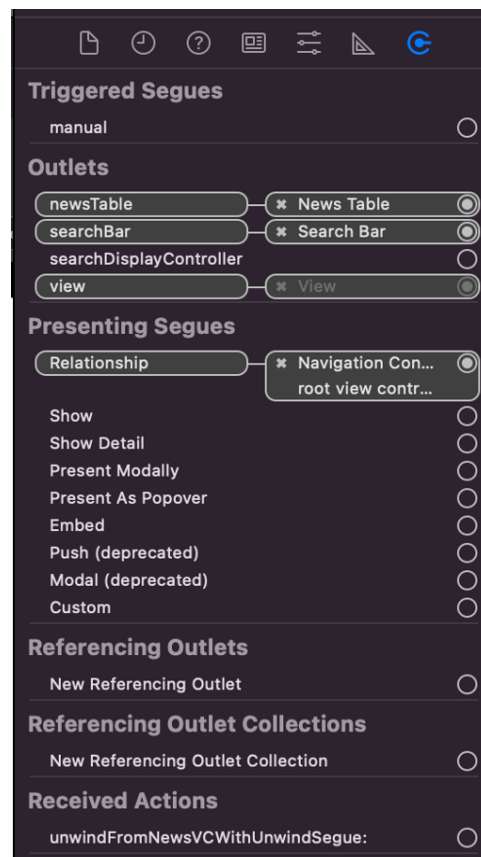 Triggered Segues
manual
Outlets
newsTable News Table
searchBar Search Bar
searchDisplayController
view View
Presenting Segues
Relationship Navigation Con...
root view contr...
Show
Show Detail
Present Modally
Present As Popover
Embed
Push (deprecated)
Modal (deprecated)
Custom
Referencing Outlets
New Referencing Outlet
Referencing Outlet Collections
New Referencing Outlet Collection
Received Actions
unwindFromNewsVCWithUnwindSegue: